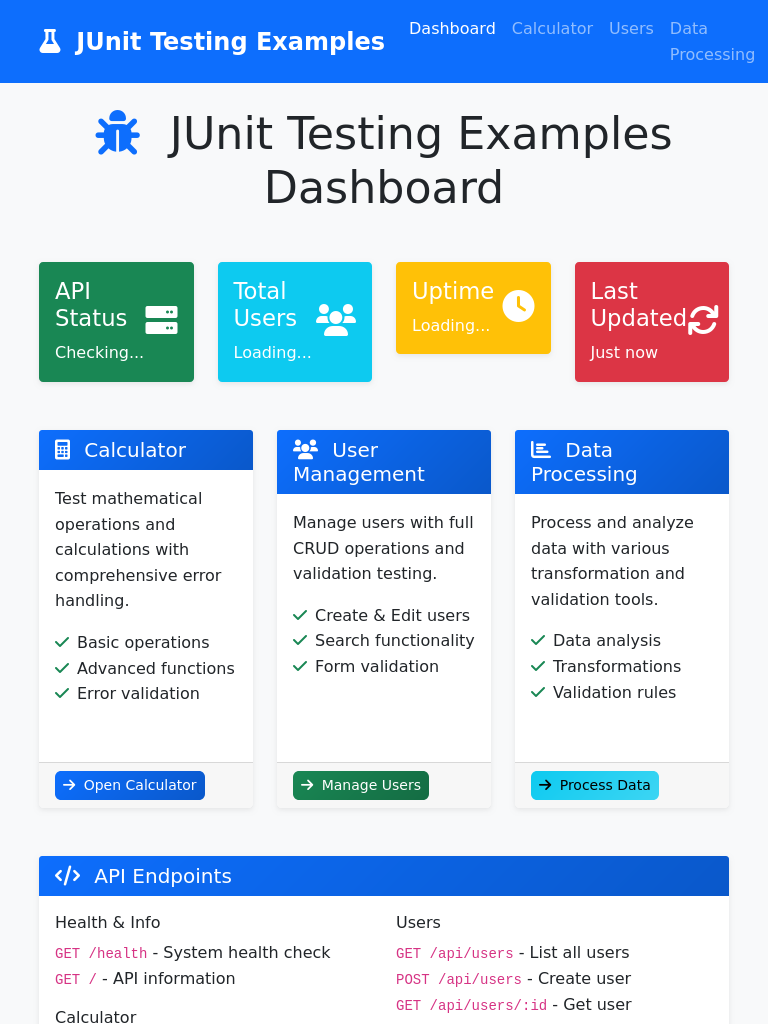 JUnit Testing Examples
Dashboard
Calculator
Users
Data
Processing
JUnit Testing Examples
Dashboard
API
Status
Checking...
Total
Users
Loading...
Uptime
Loading...
Last
Updated
Just now
Calculator
Test mathematical
operations and
calculations with
comprehensive error
handling.
Basic operations
Advanced functions
Error validation
Open Calculator
User
Management
Manage users with full
CRUD operations and
validation testing.
Create & Edit users
Search functionality
Form validation
Manage Users
Data
Processing
Process and analyze
data with various
transformation and
validation tools.
Data analysis
Transformations
Validation rules
Process Data
API Endpoints
Health & Info
GET /health - System health check
GET / - API information
Calculator
Users
GET /api/users - List all users
POST /api/users - Create user
GET /api/users/:id - Get user